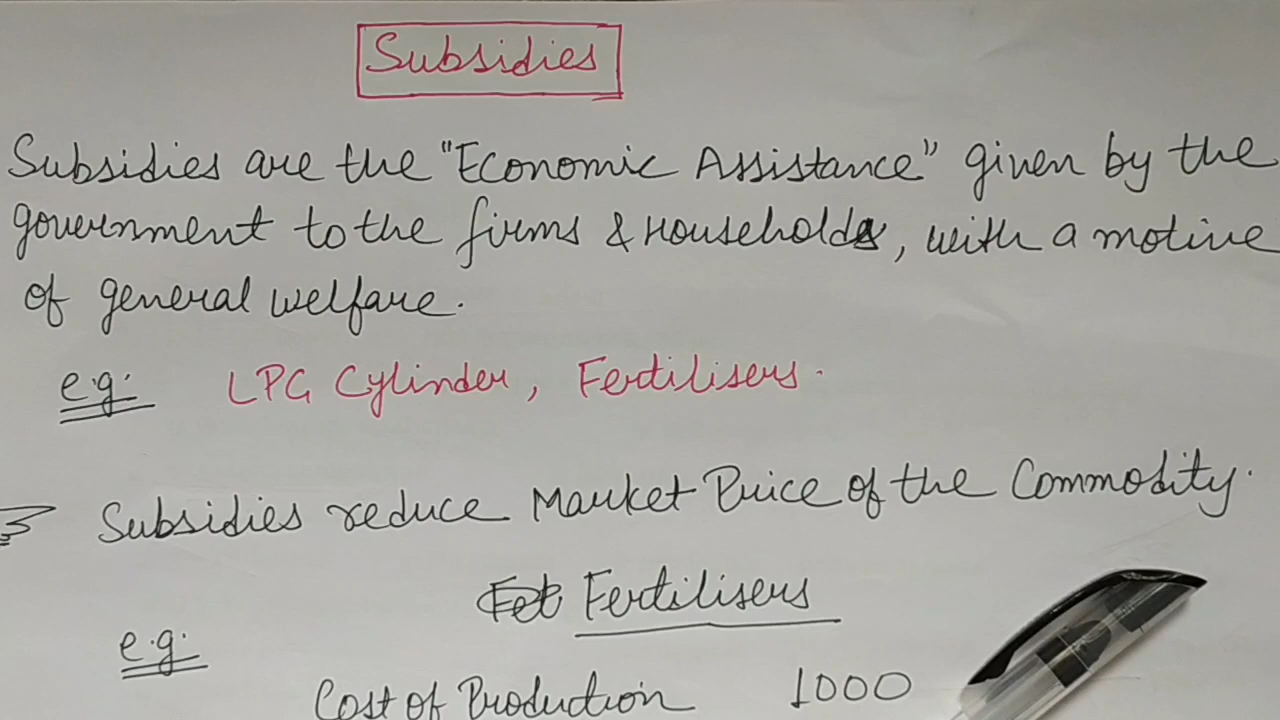 Subsidies
Subsidies are the "Economic Assistance" given by the
government to the firms & Households, with a motive
of general welfare.
e.g: LPG Cylinder, Fertilisers.
Subsidies reduce Market Price of the Commodity.
Fertilisers
e.g:
Cost of Production 1000